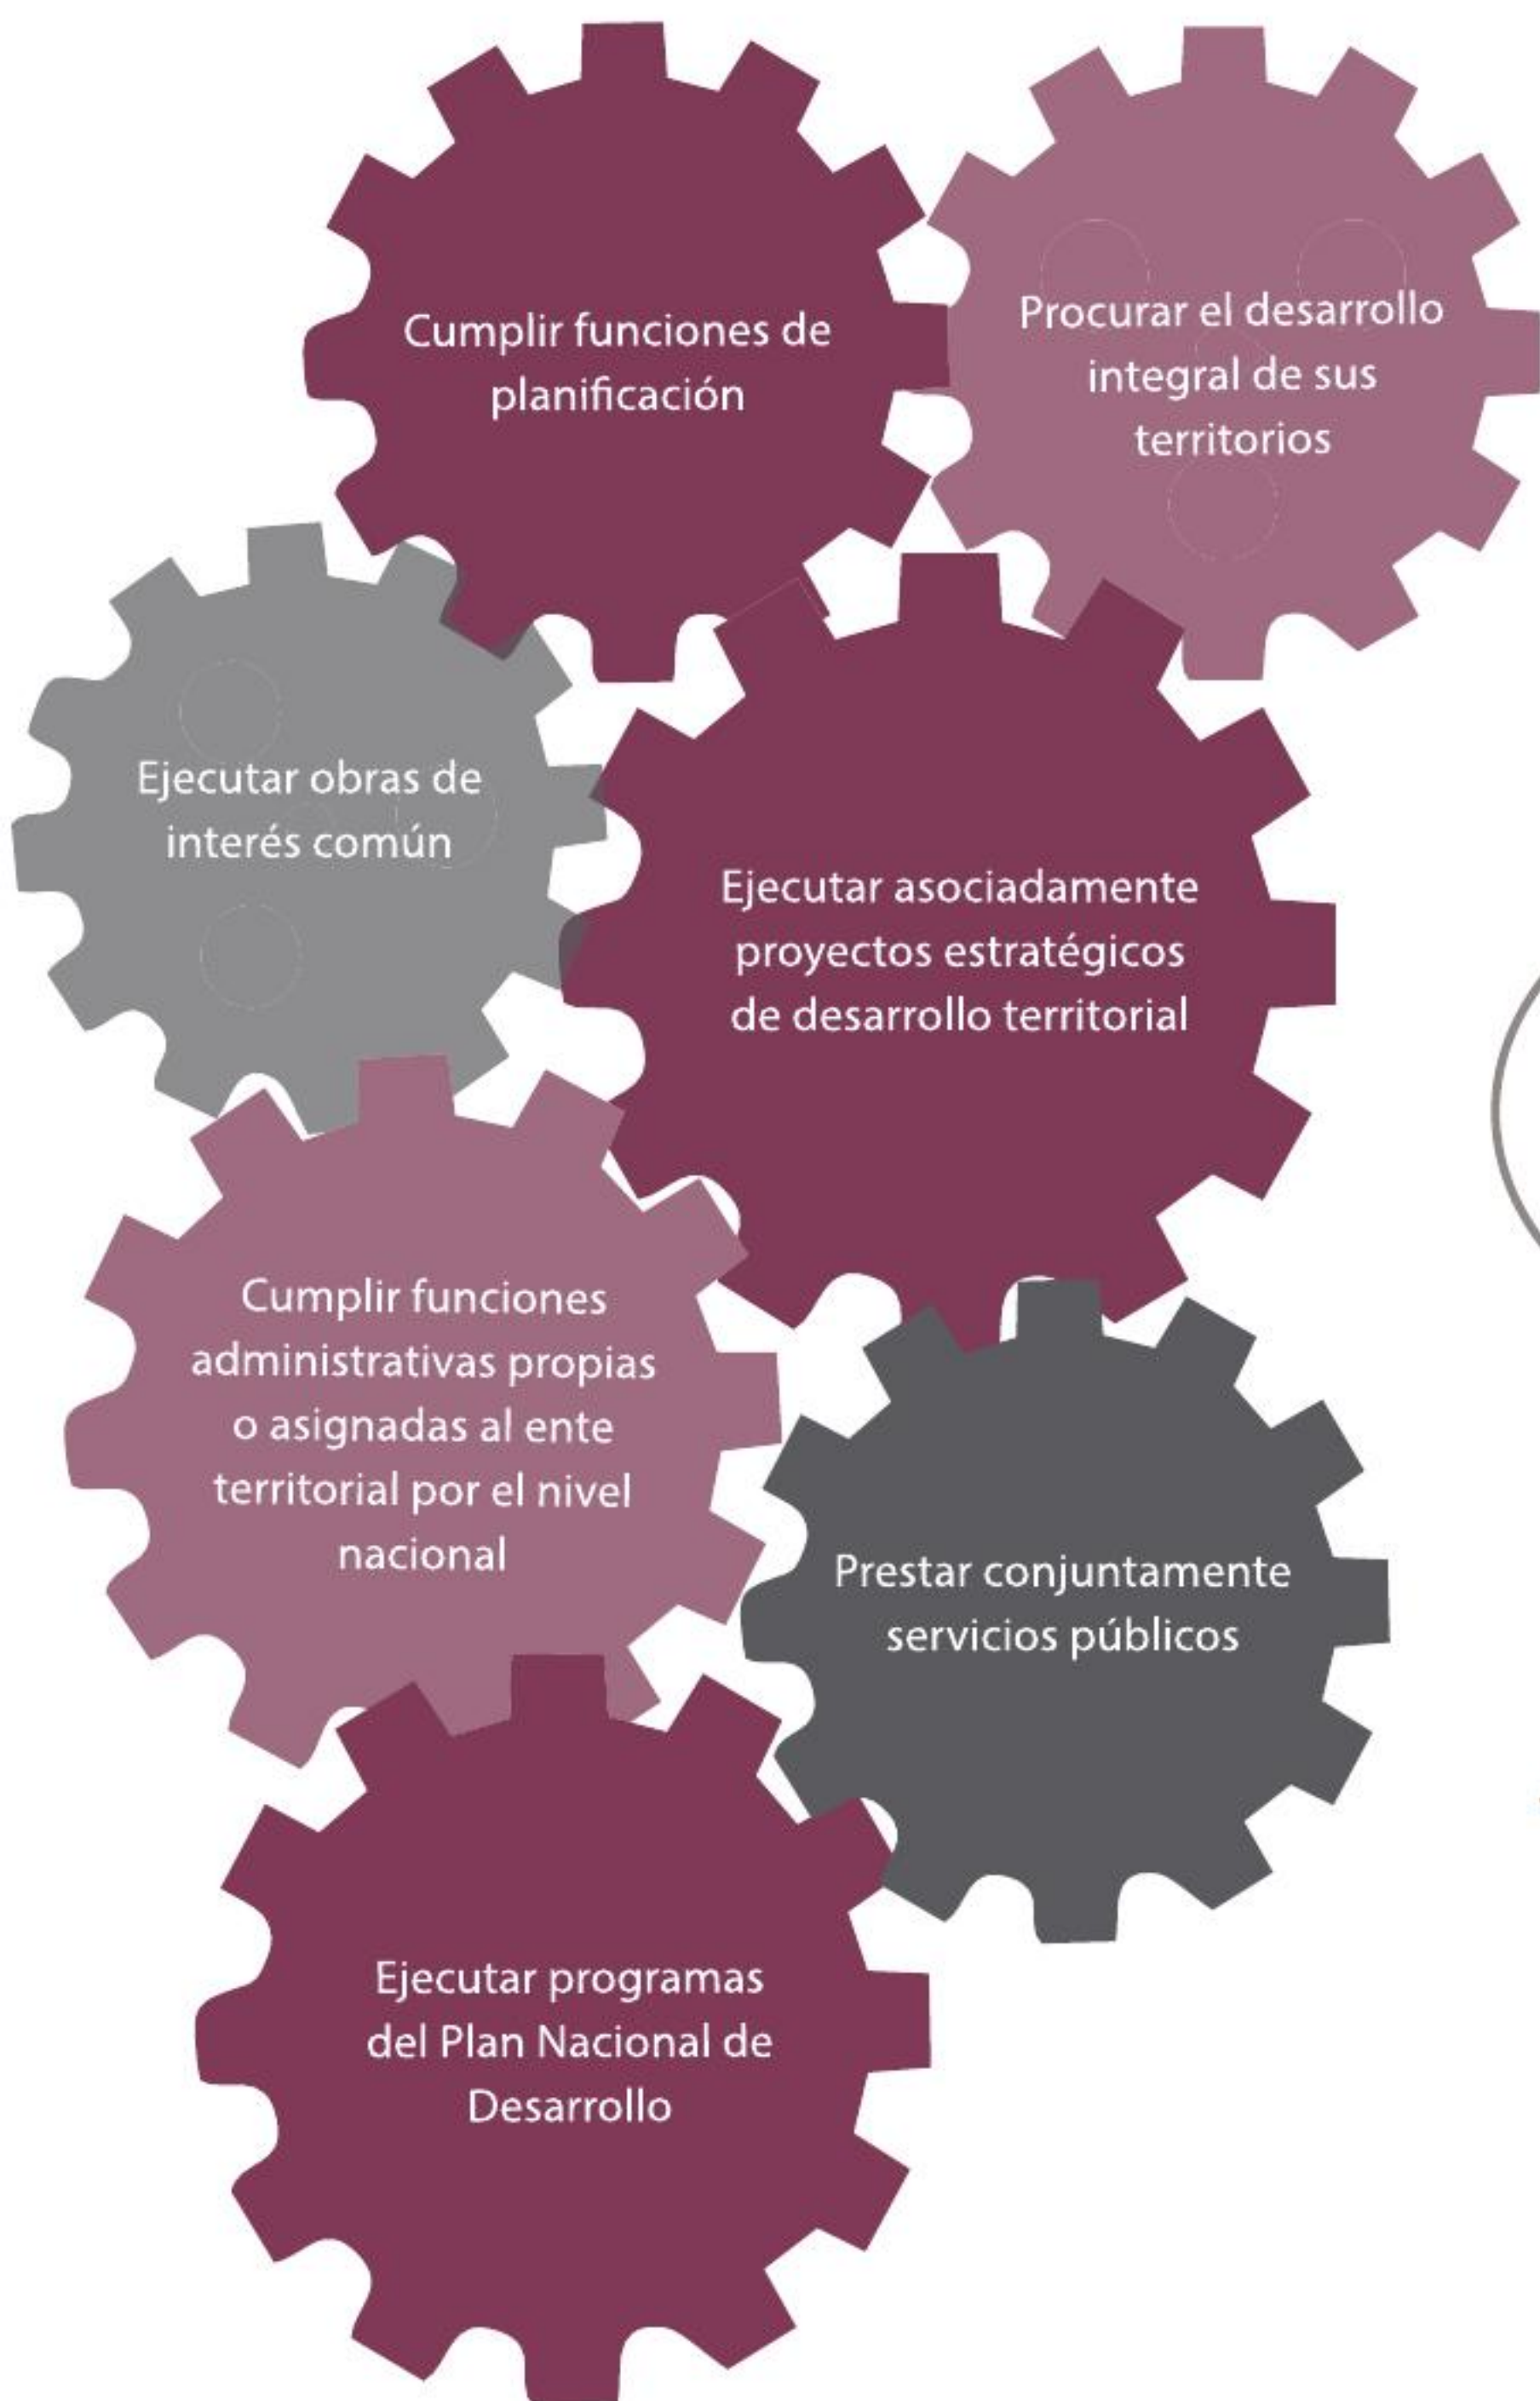 Cumplir funciones de
planificación
Procurar el desarrollo
integral de sus
territorios
Ejecutar obras de
interés común
Ejecutar asociadamente
proyectos estratégicos
de desarrollo territorial
Cumplir funciones
administrativas propias
o asignadas al ente
territorial por el nivel
nacional
Prestar conjuntamente
servicios públicos
Ejecutar programas
del Plan Nacional de
Desarrollo